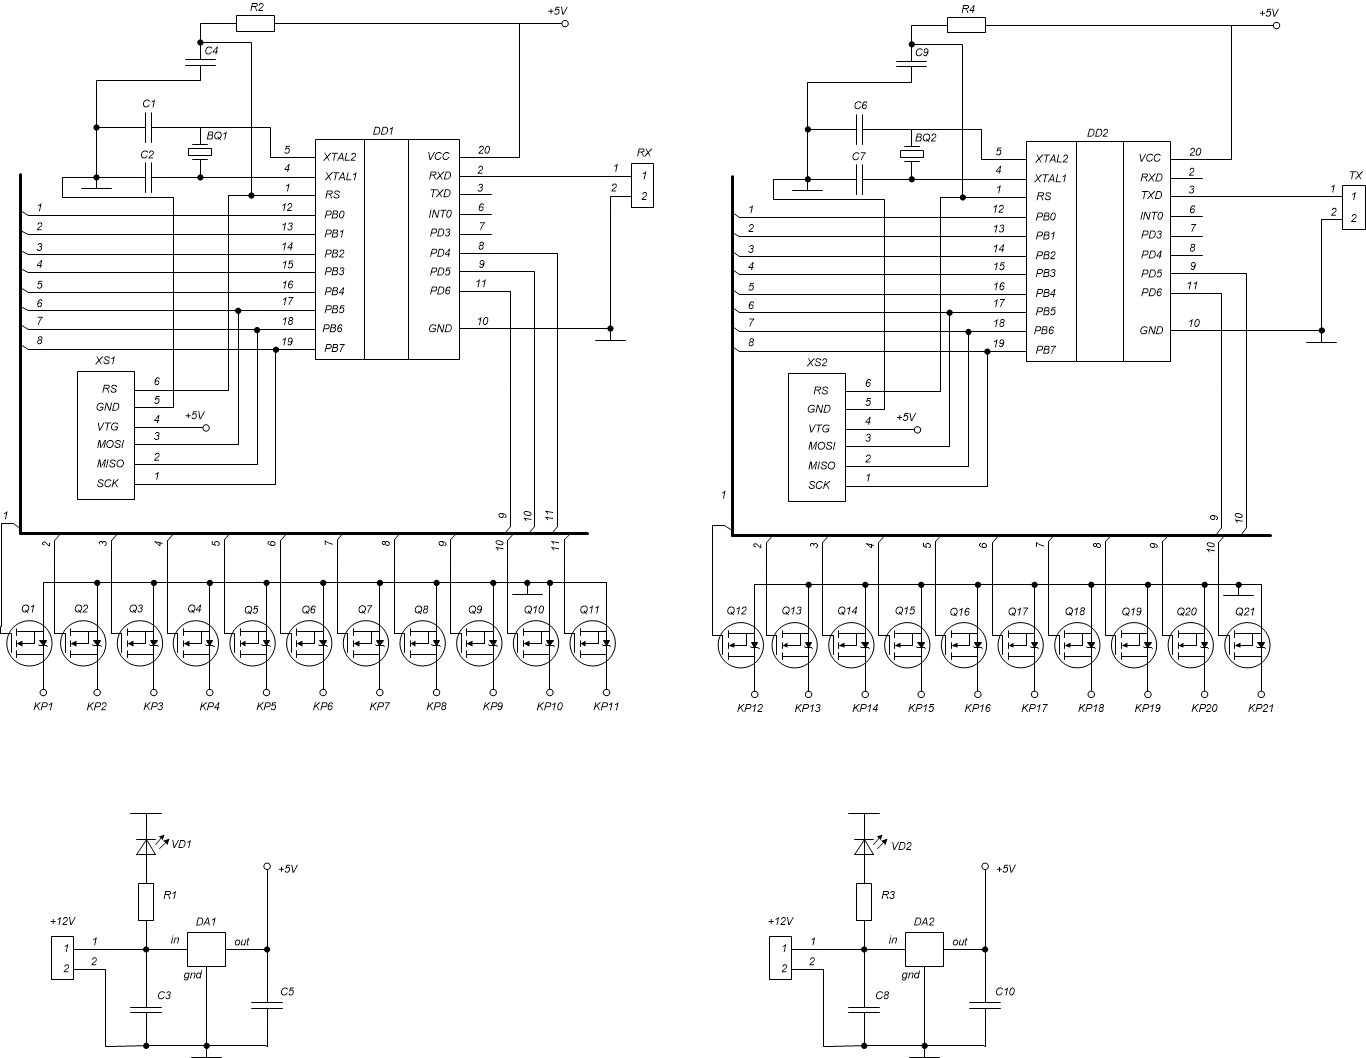 R2
+5V
C4
C1
BQ1
C2
DD1
5 XTAL2
4 XTAL1
1 RS
12 PB0
13 PB1
14 PB2
15 PB3
16 PB4
17 PB5
18 PB6
19 PB7
VCC 20
RXD 2
TXD 3
INT0 6
PD3 7
PD4 8
PD5 9
PD6 11
GND 10
RX
1 1
2 2
1
2
3
4
5
6
7
8
XS1
RS 6
GND 5
VTG 4 +5V
MOSI 3
MISO 2
SCK 1
9 10 11
1 2 3 4 5 6 7 8 9 10 11
Q1 Q2 Q3 Q4 Q5 Q6 Q7 Q8 Q9 Q10 Q11
KP1 KP2 KP3 KP4 KP5 KP6 KP7 KP8 KP9 KP10 KP11
R4
+5V
C9
C6
BQ2
C7
DD2
5 XTAL2
4 XTAL1
1 RS
12 PB0
13 PB1
14 PB2
15 PB3
16 PB4
17 PB5
18 PB6
19 PB7
VCC 20
RXD 2
TXD 3
INT0 6
PD3 7
PD4 8
PD5 9
PD6 11
GND 10
TX
1 1
2 2
1
2
3
4
5
6
7
8
XS2
RS 6
GND 5
VTG 4 +5V
MOSI 3
MISO 2
SCK 1
9 10
1 2 3 4 5 6 7 8 9 10
Q12 Q13 Q14 Q15 Q16 Q17 Q18 Q19 Q20 Q21
KP12 KP13 KP14 KP15 KP16 KP17 KP18 KP19 KP20 KP21
VD1
+5V
R1
+12V
DA1
1 1
2 2
in
out
gnd
C3
C5
VD2
+5V
R3
+12V
DA2
1 1
2 2
in
out
gnd
C8
C10